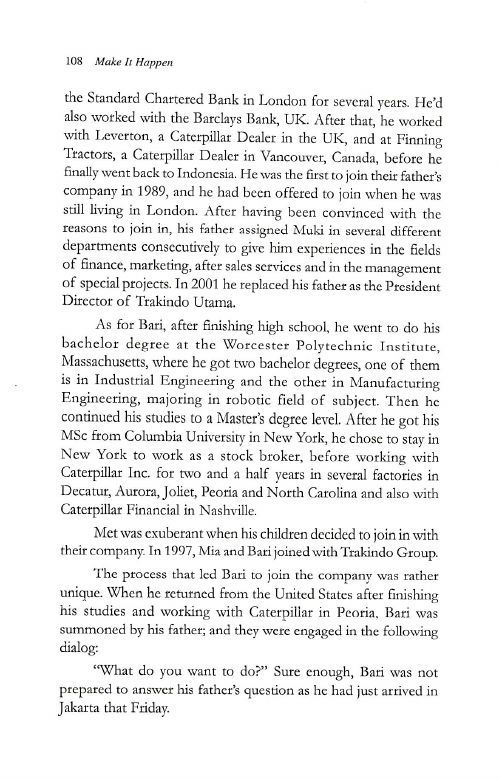 108 Make It Happen
the Standard Chartered Bank in London for several years. He'd
also worked with the Barclays Bank, UK. After that, he worked
with Leverton, a Caterpillar Dealer in the UK, and at Finning
Tractors, a Caterpillar Dealer in Vancouver, Canada, before he
finally went back to Indonesia. He was the first to join their father's
company in 1989, and he had been offered to join when he was
still living in London. After having been convinced with the
reasons to join in, his father assigned Muki in several different
departments consecutively to give him experiences in the fields
of finance, marketing, after sales services and in the management
of special projects. In 2001 he replaced his father as the President
Director of Trakindo Utama.
As for Bari, after finishing high school, he went to do his
bachelor degree at the Worcester Polytechnic Institute,
Massachusetts, where he got two bachelor degrees, one of them
is in Industrial Engineering and the other in Manufacturing
Engineering, majoring in robotic field of subject. Then he
continued his studies to a Master's degree level. After he got his
MSc from Columbia University in New York, he chose to stay in
New York to work as a stock broker, before working with
Caterpillar Inc. for two and a half years in several factories in
Decatur, Aurora, Joliet, Peoria and North Carolina and also with
Caterpillar Financial in Nashville.
Met was exuberant when his children decided to join in with
their company. In 1997, Mia and Bari joined with Trakindo Group.
The process that led Bari to join the company was rather
unique. When he returned from the United States after finishing
his studies and working with Caterpillar in Peoria, Bari was
summoned by his father; and they were engaged in the following
dialog:
"What do you want to do?" Sure enough, Bari was not
prepared to answer his father's question as he had just arrived in
Jakarta that Friday.